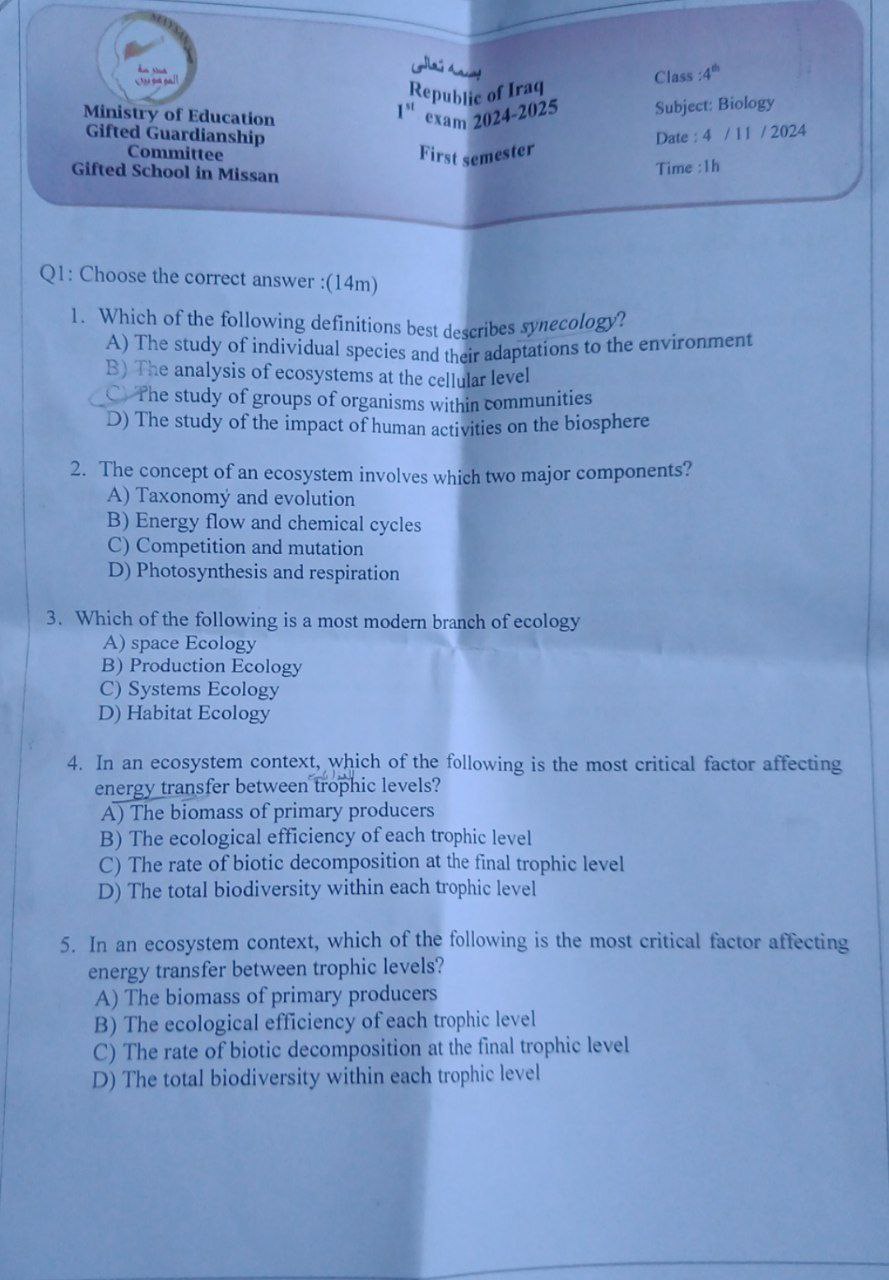 مدرسة
الموهوبين
Ministry of Education
Gifted Guardianship
Committee
Gifted School in Missan
بسمه تعالى
Republic of Iraq
1st exam 2024-2025
First semester
Class :4th
Subject: Biology
Date : 4 / 11 / 2024
Time :1h
Q1: Choose the correct answer :(14m)
1. Which of the following definitions best describes synecology?
A) The study of individual species and their adaptations to the environment
B) The analysis of ecosystems at the cellular level
C) The study of groups of organisms within communities
D) The study of the impact of human activities on the biosphere
2. The concept of an ecosystem involves which two major components?
A) Taxonomy and evolution
B) Energy flow and chemical cycles
C) Competition and mutation
D) Photosynthesis and respiration
3. Which of the following is a most modern branch of ecology
A) space Ecology
B) Production Ecology
C) Systems Ecology
D) Habitat Ecology
4. In an ecosystem context, which of the following is the most critical factor affecting
energy transfer between trophic levels?
A) The biomass of primary producers
B) The ecological efficiency of each trophic level
C) The rate of biotic decomposition at the final trophic level
D) The total biodiversity within each trophic level
5. In an ecosystem context, which of the following is the most critical factor affecting
energy transfer between trophic levels?
A) The biomass of primary producers
B) The ecological efficiency of each trophic level
C) The rate of biotic decomposition at the final trophic level
D) The total biodiversity within each trophic level